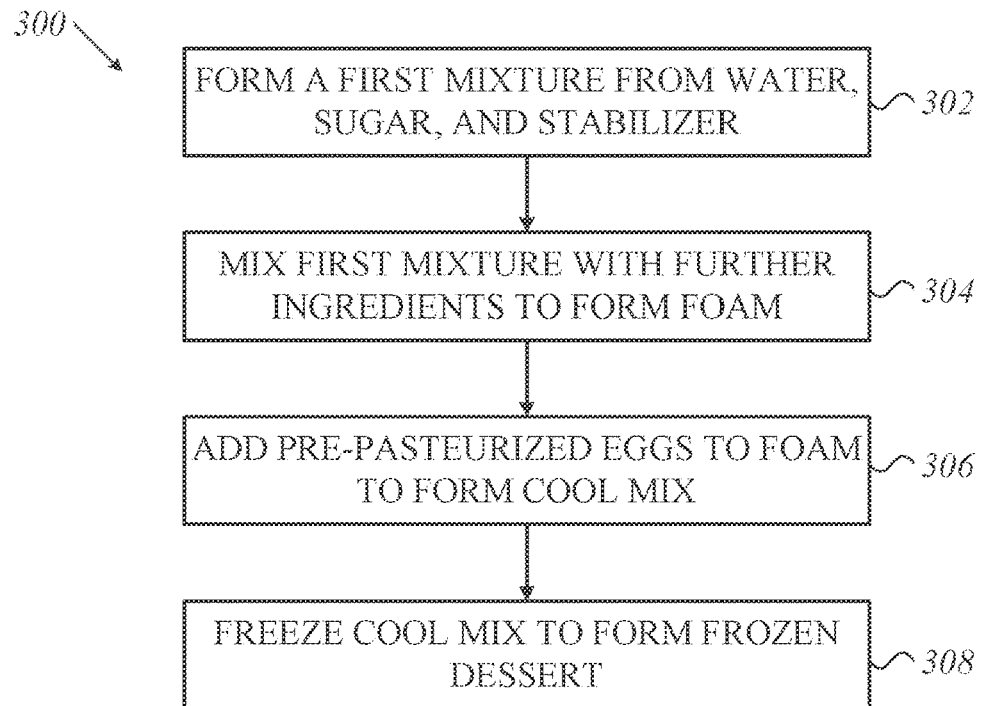 300
FORM A FIRST MIXTURE FROM WATER,
SUGAR, AND STABILIZER
302
MIX FIRST MIXTURE WITH FURTHER
INGREDIENTS TO FORM FOAM
304
ADD PRE-PASTEURIZED EGGS TO FOAM
TO FORM COOL MIX
306
FREEZE COOL MIX TO FORM FROZEN
DESSERT
308